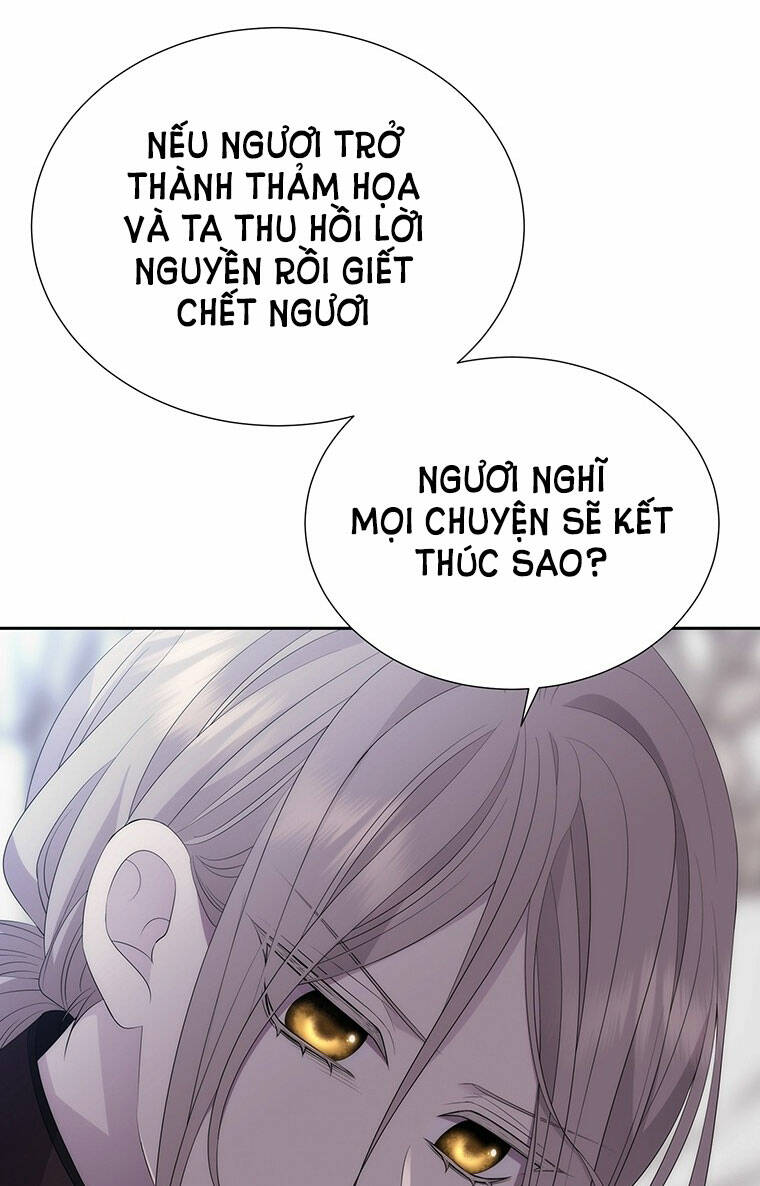 NẾU NGƯƠI TRỞ
THÀNH THẢM HỌA
VÀ TA THU HỒI LỜI
NGUYỀN RỒI GIẾT
CHẾT NGƯƠI
NGƯƠI NGHĨ
MỌI CHUYỆN SẼ KẾT
THÚC SAO?